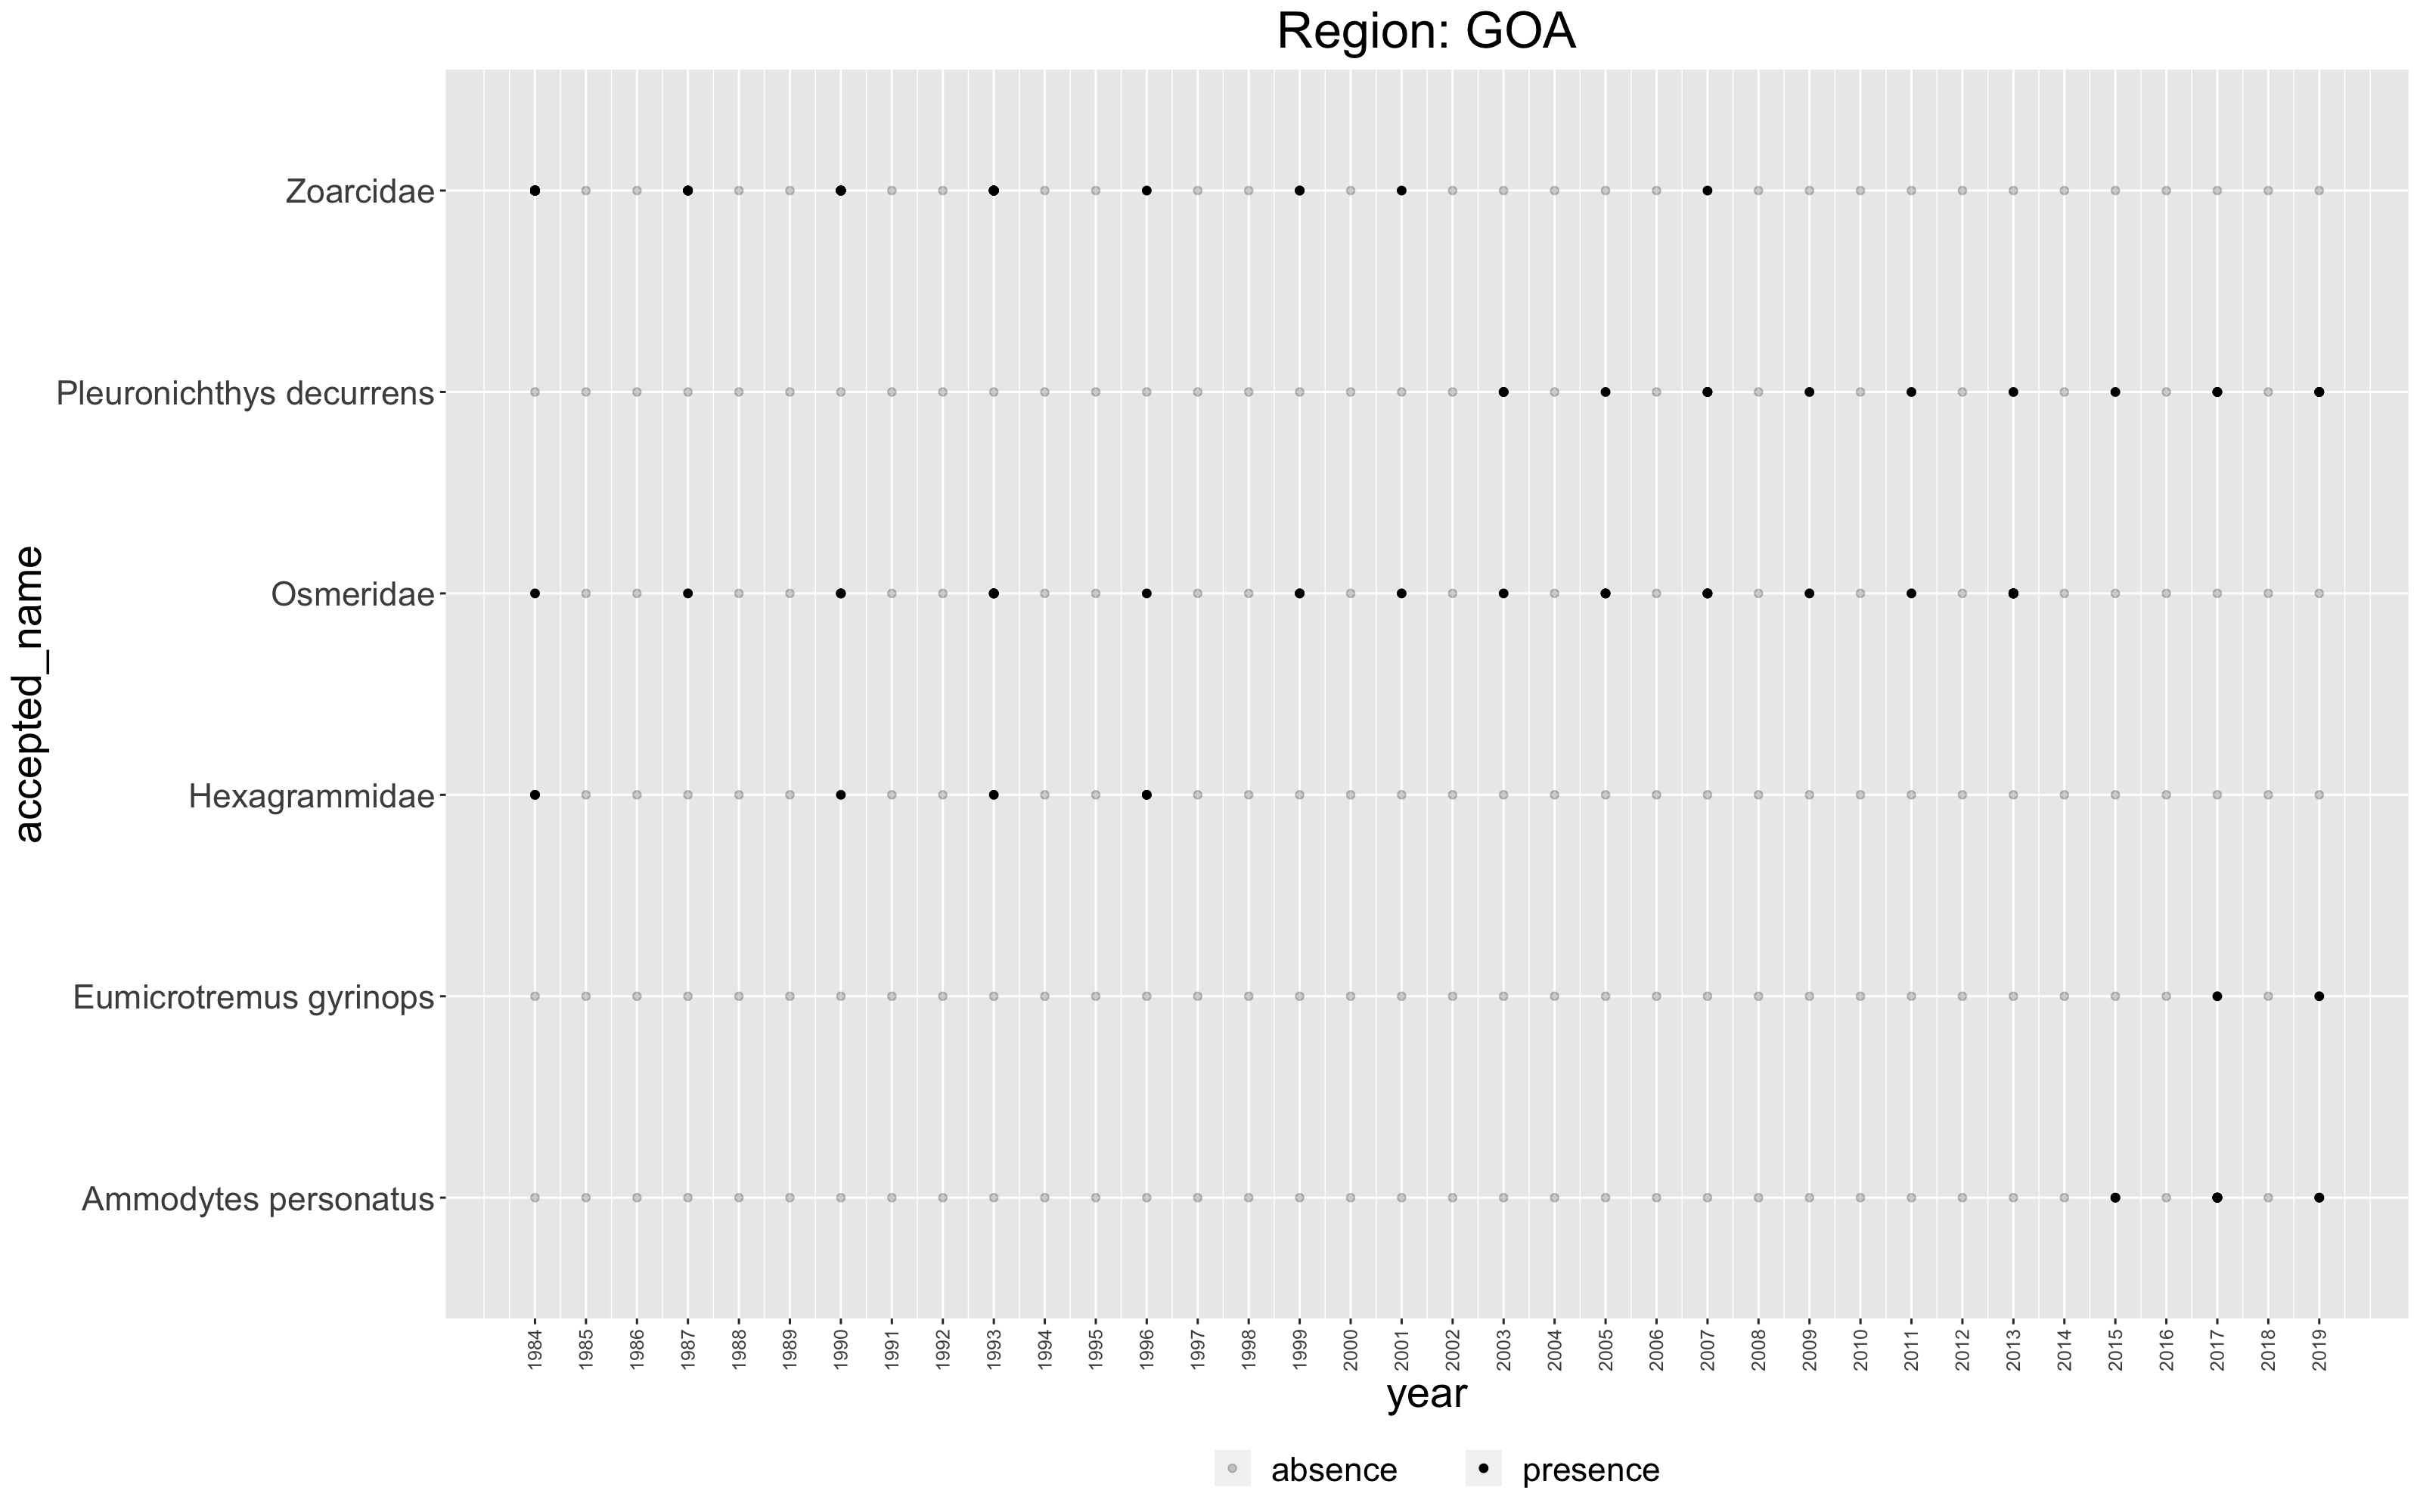 Region: GOA
accepted_name
Zoarcidae
Pleuronichthys decurrens
Osmeridae
Hexagrammidae
Eumicrotremus gyrinops
Ammodytes personatus
1984 1985 1986 1987 1988 1989 1990 1991 1992 1993 1994 1995 1996 1997 1998 1999 2000 2001 2002 2003 2004 2005 2006 2007 2008 2009 2010 2011 2012 2013 2014 2015 2016 2017 2018 2019
year
absence presence